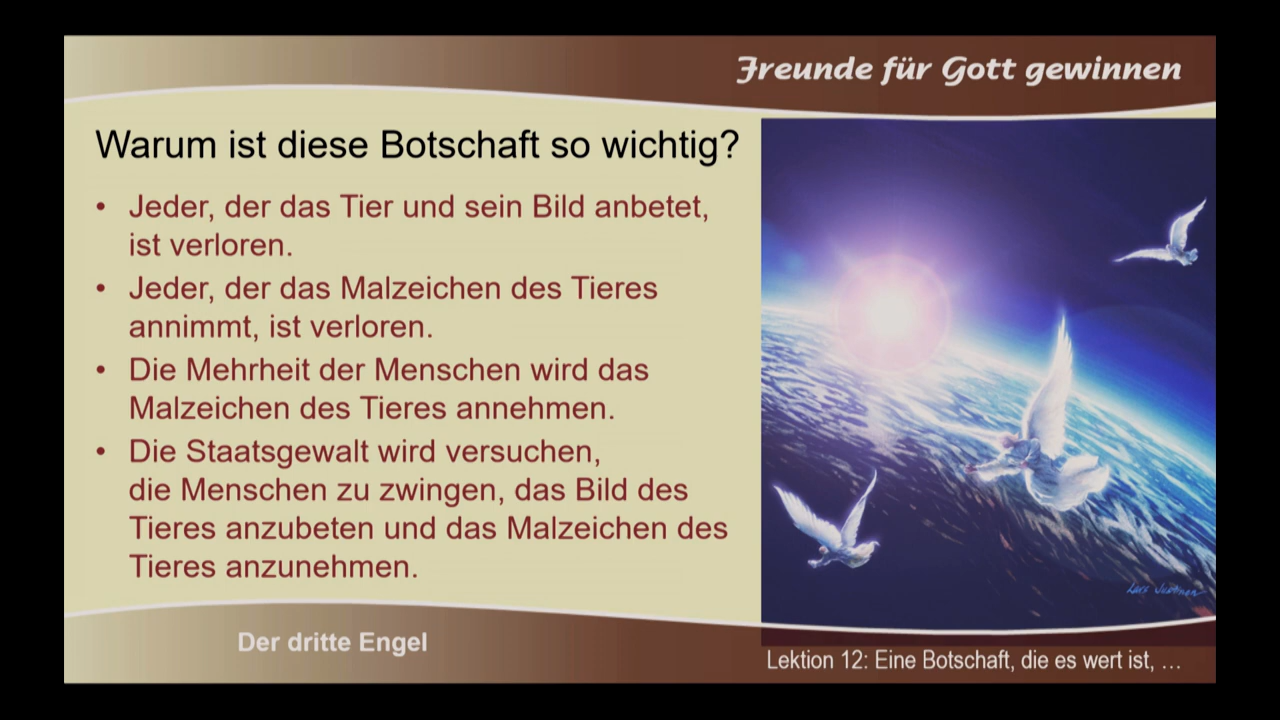 Freunde für Gott gewinnen
Warum ist diese Botschaft so wichtig?
• Jeder, der das Tier und sein Bild anbetet,
ist verloren.
• Jeder, der das Malzeichen des Tieres
annimmt, ist verloren.
• Die Mehrheit der Menschen wird das
Malzeichen des Tieres annehmen.
• Die Staatsgewalt wird versuchen,
die Menschen zu zwingen, das Bild des
Tieres anzubeten und das Malzeichen des
Tieres anzunehmen.
Der dritte Engel
Lektion 12: Eine Botschaft, die es wert ist, …